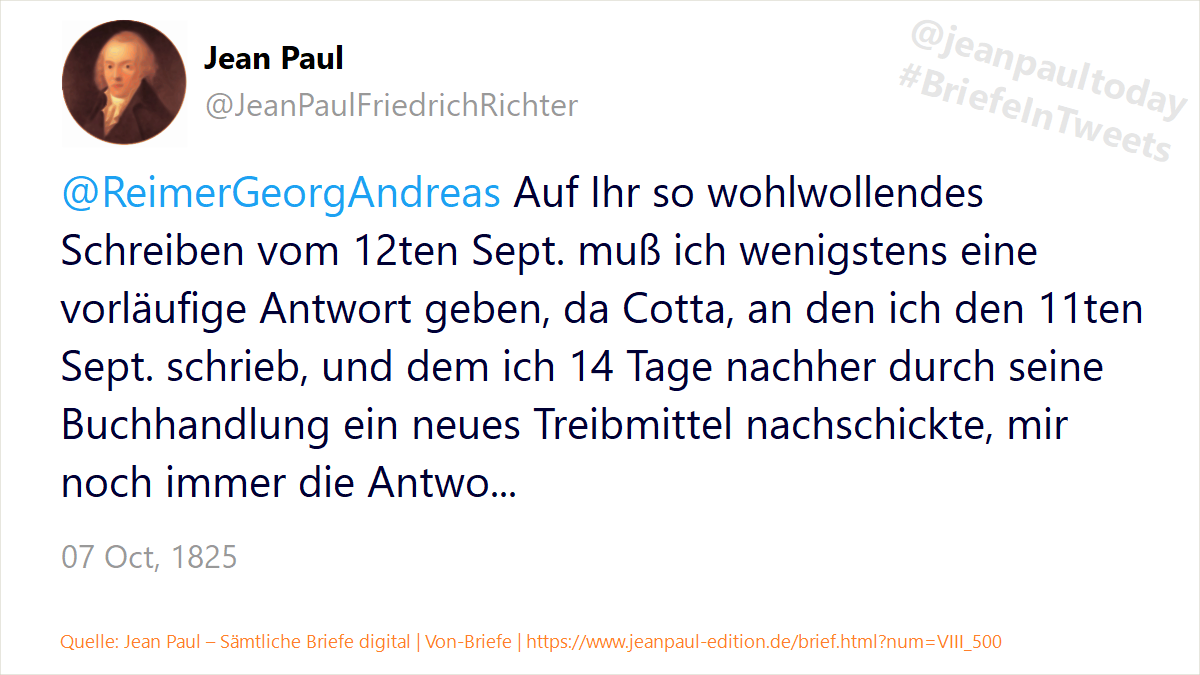 Jean Paul
@JeanPaulFriedrichRichter
@jeanpaultoday
#BriefeInTweets
@ReimerGeorgAndreas Auf Ihr so wohlwollendes
Schreiben vom 12ten Sept. muß ich wenigstens eine
vorläufige Antwort geben, da Cotta, an den ich den 11ten
Sept. schrieb, und dem ich 14 Tage nachher durch seine
Buchhandlung ein neues Treibmittel nachschickte, mir
noch immer die Antwo...
07 Oct, 1825
Quelle: Jean Paul – Sämtliche Briefe digital | Von-Briefe | https://www.jeanpaul-edition.de/brief.html?num=VIII_500